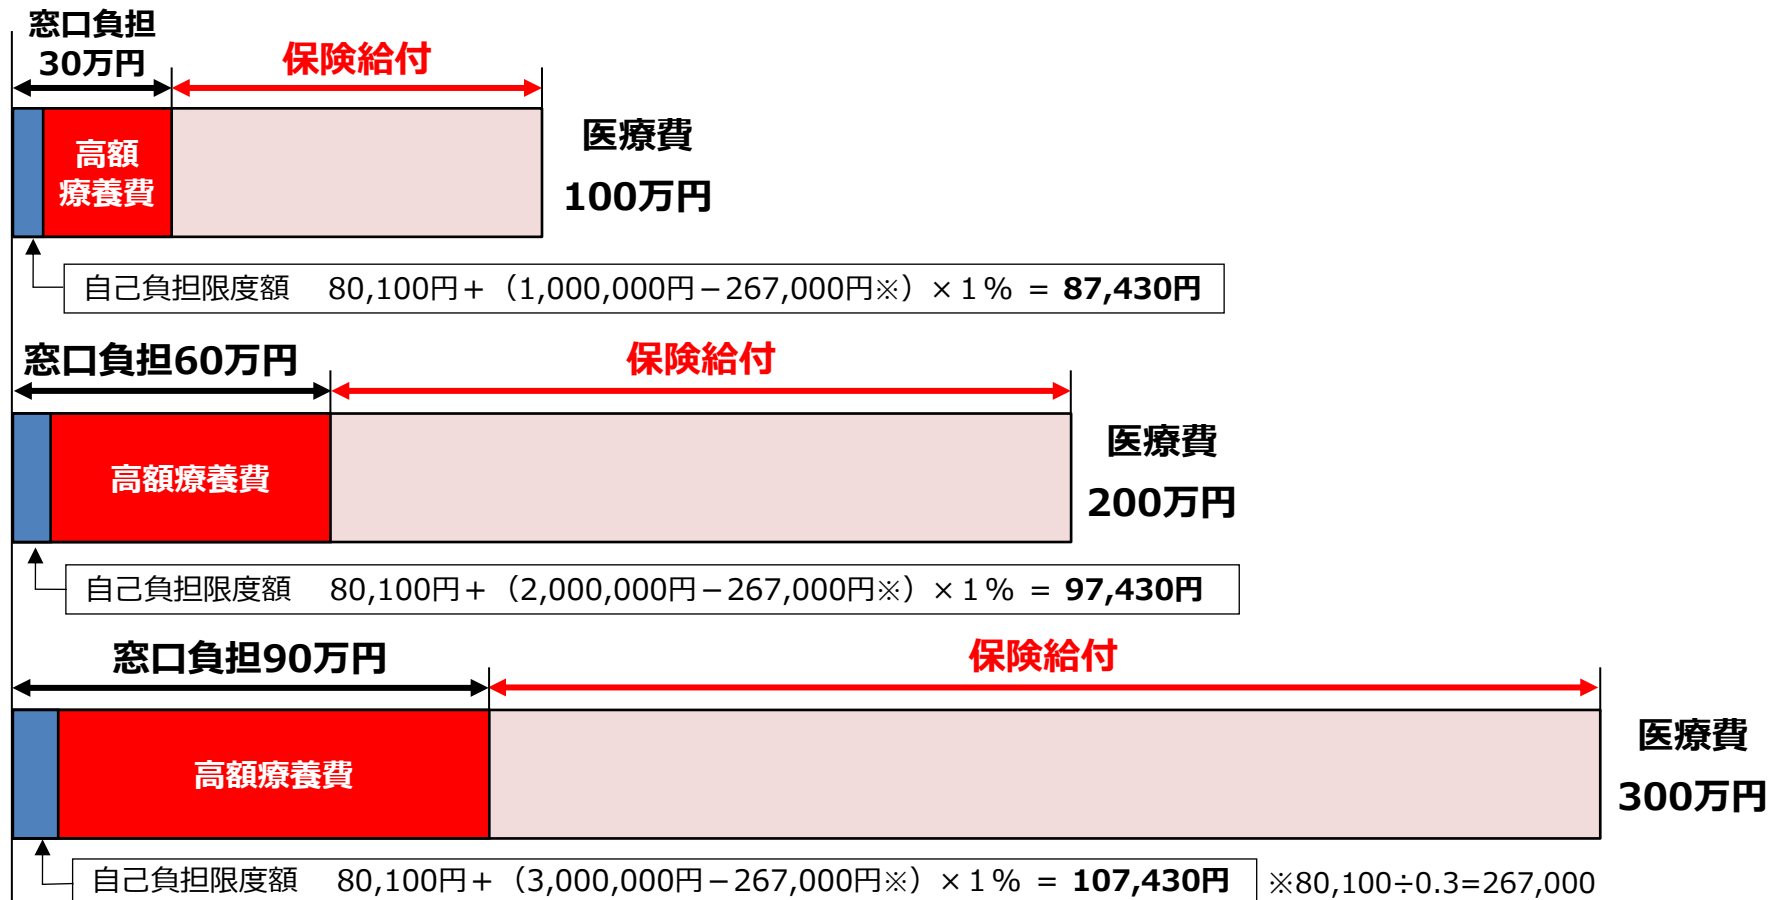 窓口負担
30万円
保険給付
高額
療養費
医療費
100万円
自己負担限度額 80,100円+(1,000,000円−267,000円※)×1% = 87,430円
窓口負担60万円
保険給付
高額療養費
医療費
200万円
自己負担限度額 80,100円+(2,000,000円−267,000円※)×1% = 97,430円
窓口負担90万円
保険給付
高額療養費
医療費
300万円
自己負担限度額 80,100円+(3,000,000円−267,000円※)×1% = 107,430円
※80,100÷0.3=267,000